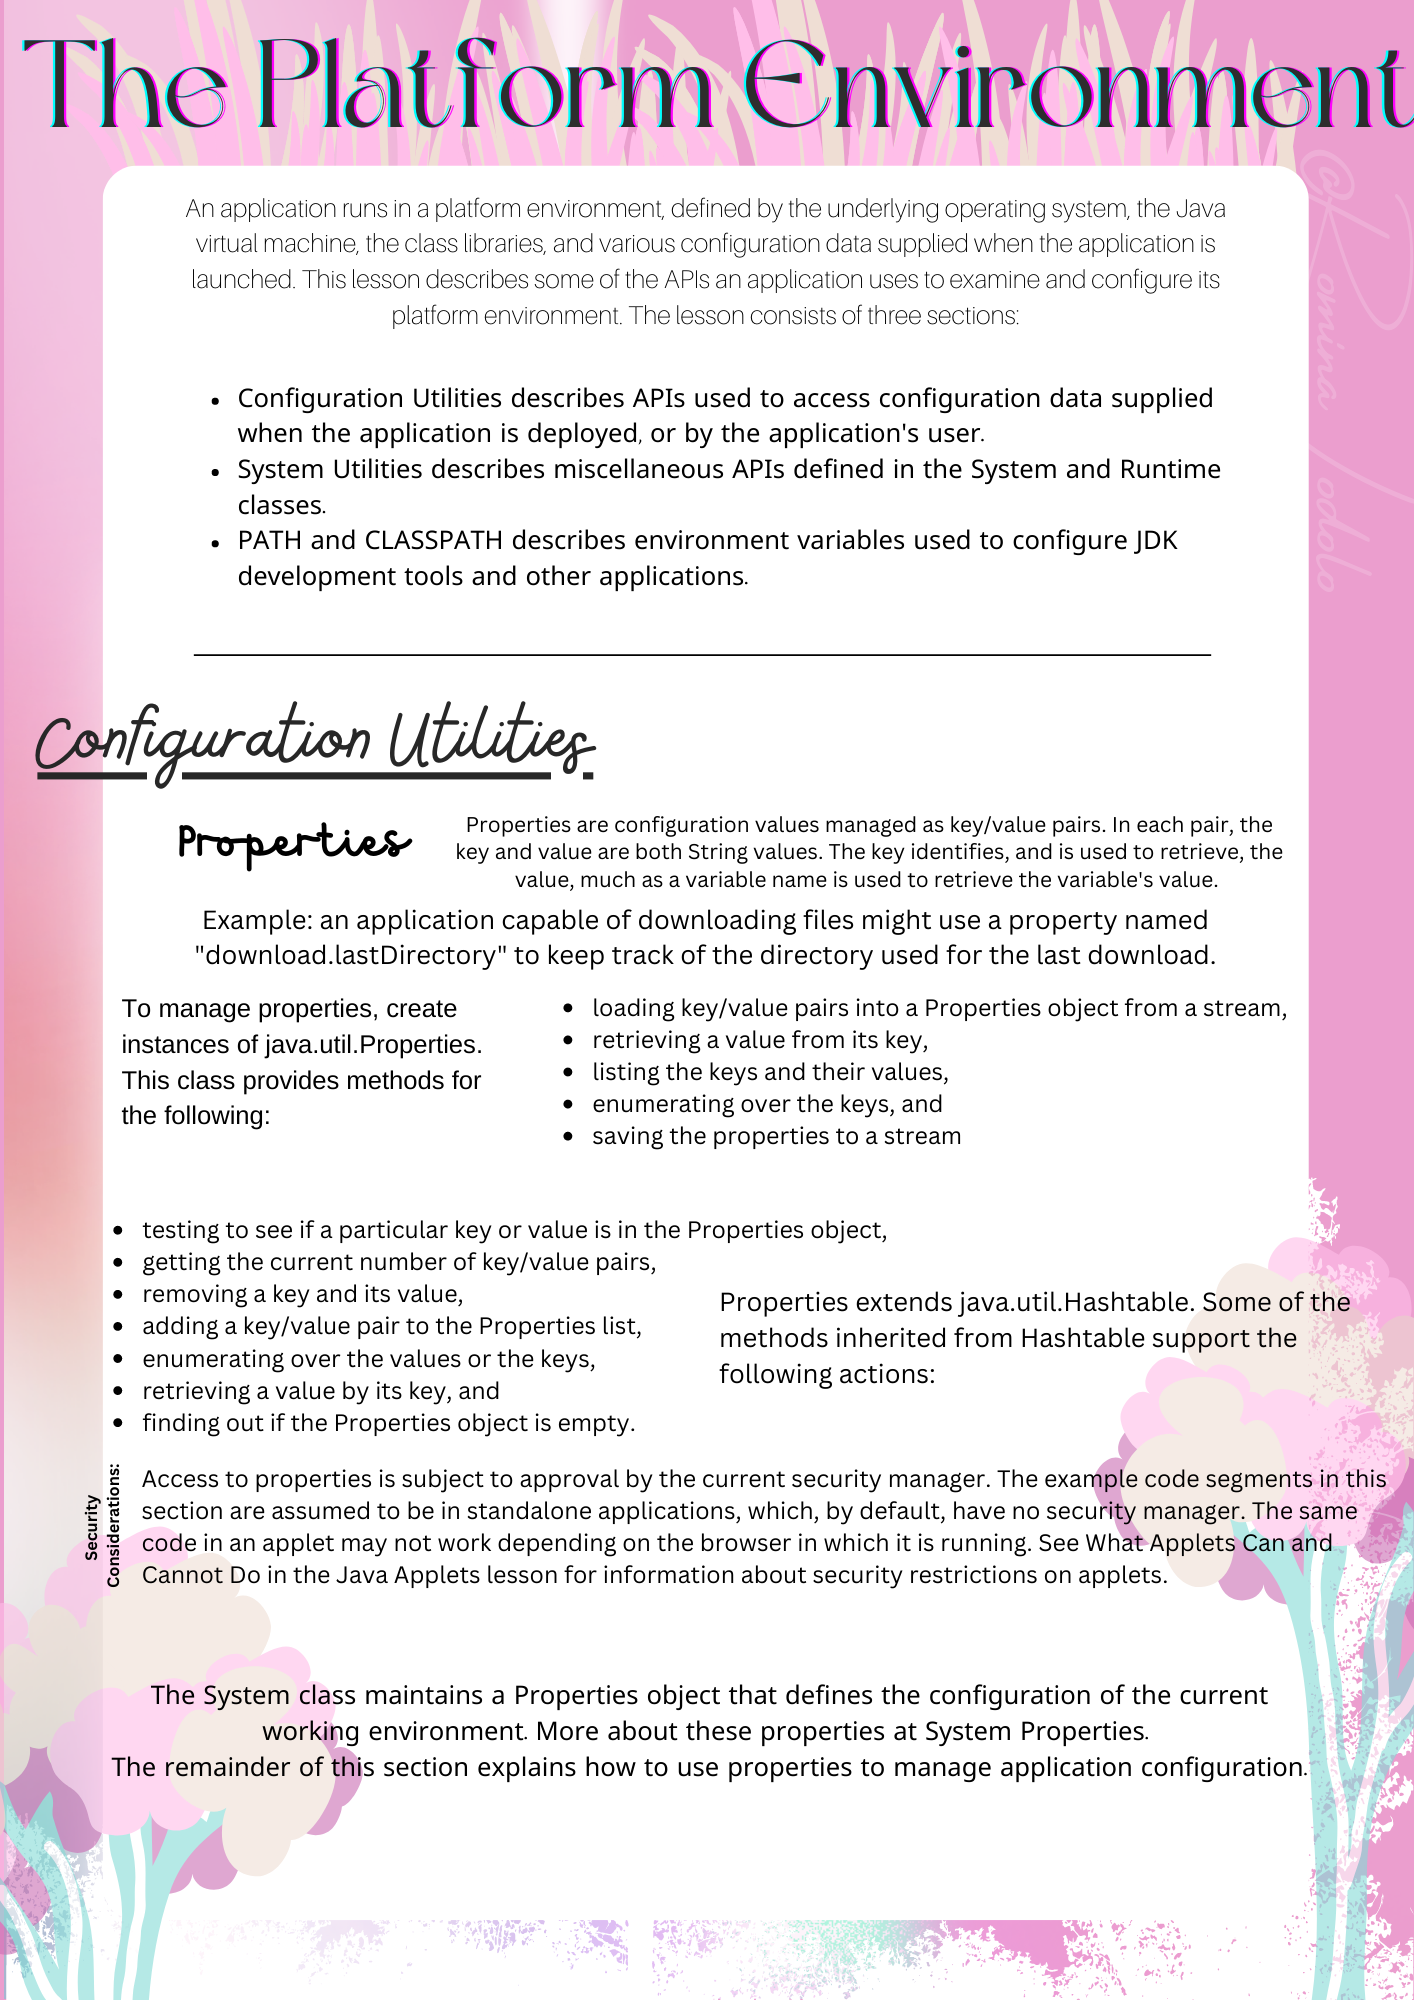 The Platform Environment
@Romina Iodolo
An application runs in a platform environment, defined by the underlying operating system, the Java
virtual machine, the class libraries, and various configuration data supplied when the application is
launched. This lesson describes some of the APIs an application uses to examine and configure its
platform environment. The lesson consists of three sections:
• Configuration Utilities describes APIs used to access configuration data supplied
when the application is deployed, or by the application's user.
• System Utilities describes miscellaneous APIs defined in the System and Runtime
classes.
• PATH and CLASSPATH describes environment variables used to configure JDK
development tools and other applications.
Configuration Utilities
Properties
Properties are configuration values managed as key/value pairs. In each pair, the
key and value are both String values. The key identifies, and is used to retrieve, the
value, much as a variable name is used to retrieve the variable's value.
Example: an application capable of downloading files might use a property named
"download.lastDirectory" to keep track of the directory used for the last download.
To manage properties, create
instances of java.util.Properties.
This class provides methods for
the following:
• loading key/value pairs into a Properties object from a stream,
• retrieving a value from its key,
• listing the keys and their values,
• enumerating over the keys, and
• saving the properties to a stream
Properties extends java.util.Hashtable. Some of the
methods inherited from Hashtable support the
following actions:
• testing to see if a particular key or value is in the Properties object,
• getting the current number of key/value pairs,
• removing a key and its value,
• adding a key/value pair to the Properties list,
• enumerating over the values or the keys,
• retrieving a value by its key, and
• finding out if the Properties object is empty.
Security
Considerations:
Access to properties is subject to approval by the current security manager. The example code segments in this
section are assumed to be in standalone applications, which, by default, have no security manager. The same
code in an applet may not work depending on the browser in which it is running. See What Applets Can and
Cannot Do in the Java Applets lesson for information about security restrictions on applets.
The System class maintains a Properties object that defines the configuration of the current
working environment. More about these properties at System Properties.
The remainder of this section explains how to use properties to manage application configuration.